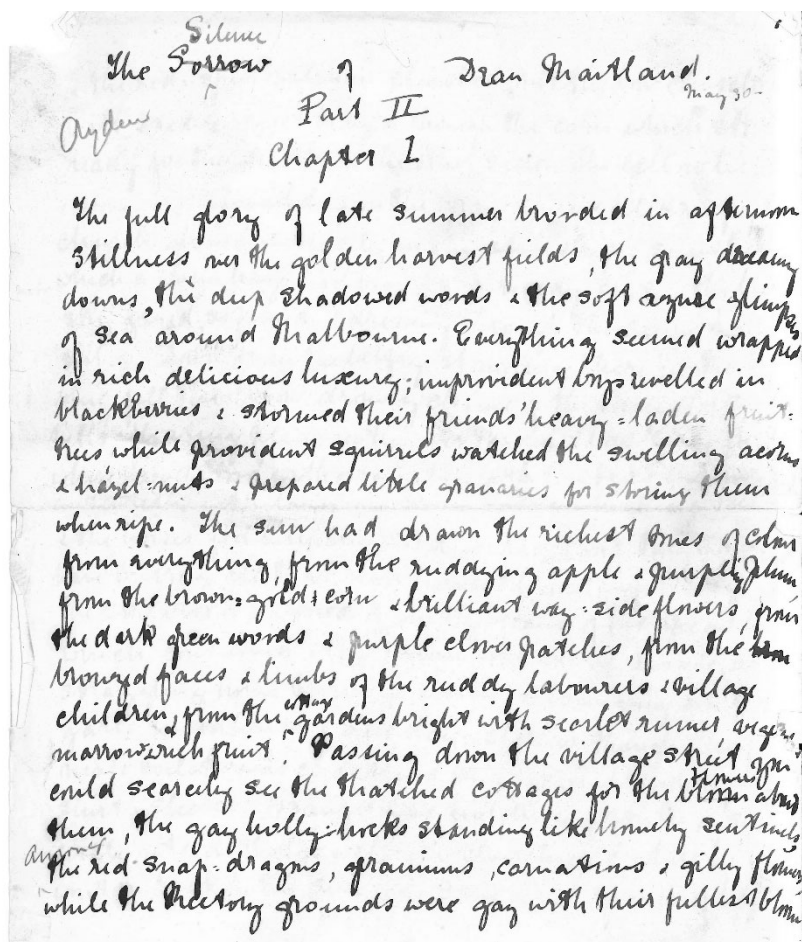 Silence
The Sorrow of Dean Maitland.
May 30-
Part II
Chapter I
The full glory of late summer brooded in afternoon
stillness over the golden harvest fields, the gray dreamy
downs, the deep shadowed woods & the soft azure glimpses
of sea around Malbourne. Everything seemed wrapped
in rich delicious luxury; improvident boys revelled in
blackberries & stormed their friends' heavy=laden fruit=
trees while provident squirrels watched the swelling acorns
& hazel=nuts & prepared little granaries for storing them
when ripe. The sun had drawn the richest tones of colour
from everything, from the ruddying apple & purpling plum
from the brown=gold=corn & brilliant way=side flowers, from
the dark green woods & purple clover patches, from the
bronzed faces & limbs of the ruddy labourers & village
children, from the cottage gardens bright with scarlet runner vege=
marrow & rich fruit. Passing down the village street you
could scarcely see the thatched cottages for the flowers bloom about
them, the gay holly=hocks standing like homely sentinels
among
the red snap=dragons, geraniums, carnations & gilly flowers
while the Rectory grounds were gay with their fullest bloom